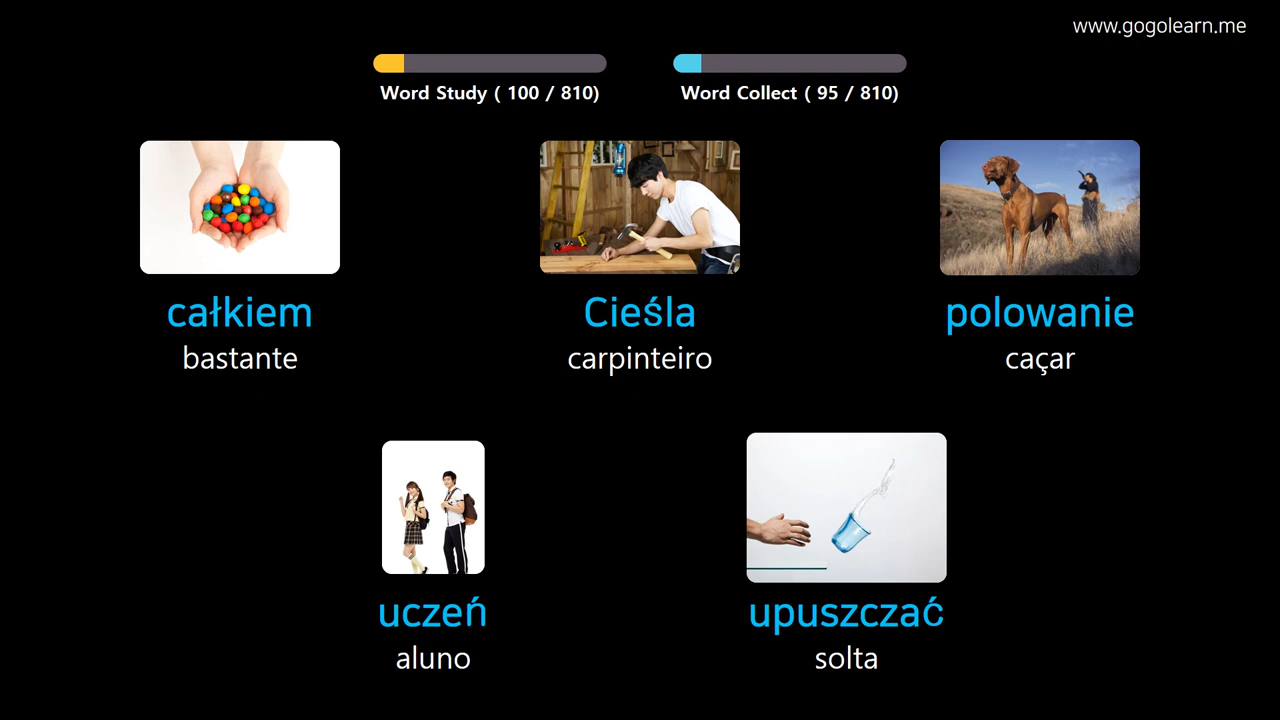 www.gogolearn.me
Word Study ( 100 / 810)
Word Collect ( 95 / 810)
całkiem
bastante
Cieśla
carpinteiro
polowanie
caçar
uczeń
aluno
upuszczać
solta